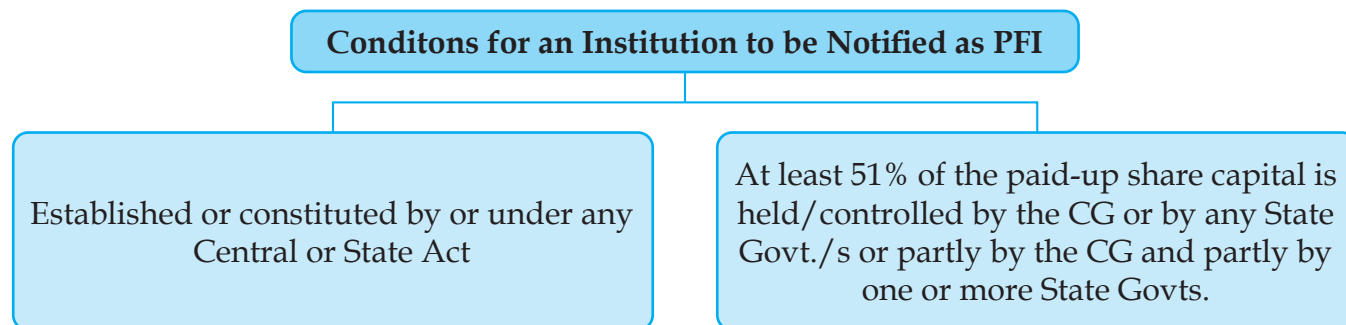 Conditons for an Institution to be Notified as PFI
Established or constituted by or under any
Central or State Act
At least 51% of the paid-up share capital is
held/controlled by the CG or by any State
Govt./s or partly by the CG and partly by
one or more State Govts.